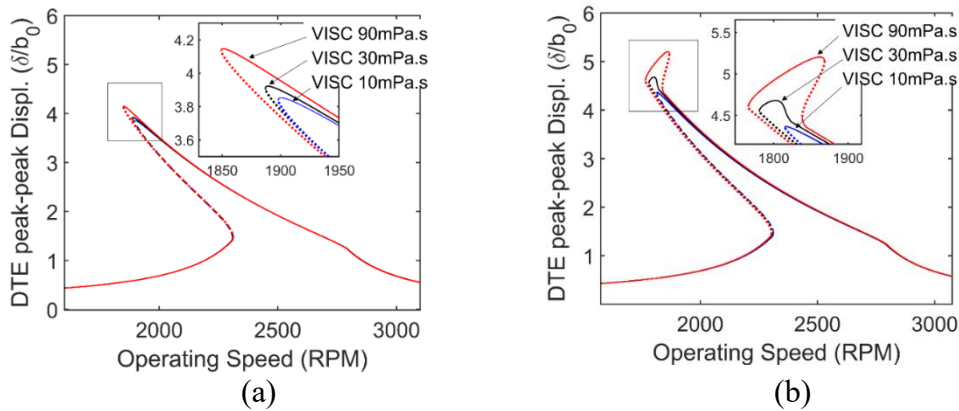 DTE peak-peak Displ. (δ/b0)
6
5
4
3
2
1
0
2000
2500
3000
Operating Speed (RPM)
4.2
4.0
3.8
3.6
1850
1900
1950
VISC 90mPa.s
VISC 30mPa.s
VISC 10mPa.s
(a)
DTE peak-peak Displ. (δ/b0)
6
5
4
3
2
1
2000
2500
3000
Operating Speed (RPM)
5.5
5
4.5
1800
1900
VISC 90mPa.s
VISC 30mPa.s
VISC 10mPa.s
(b)